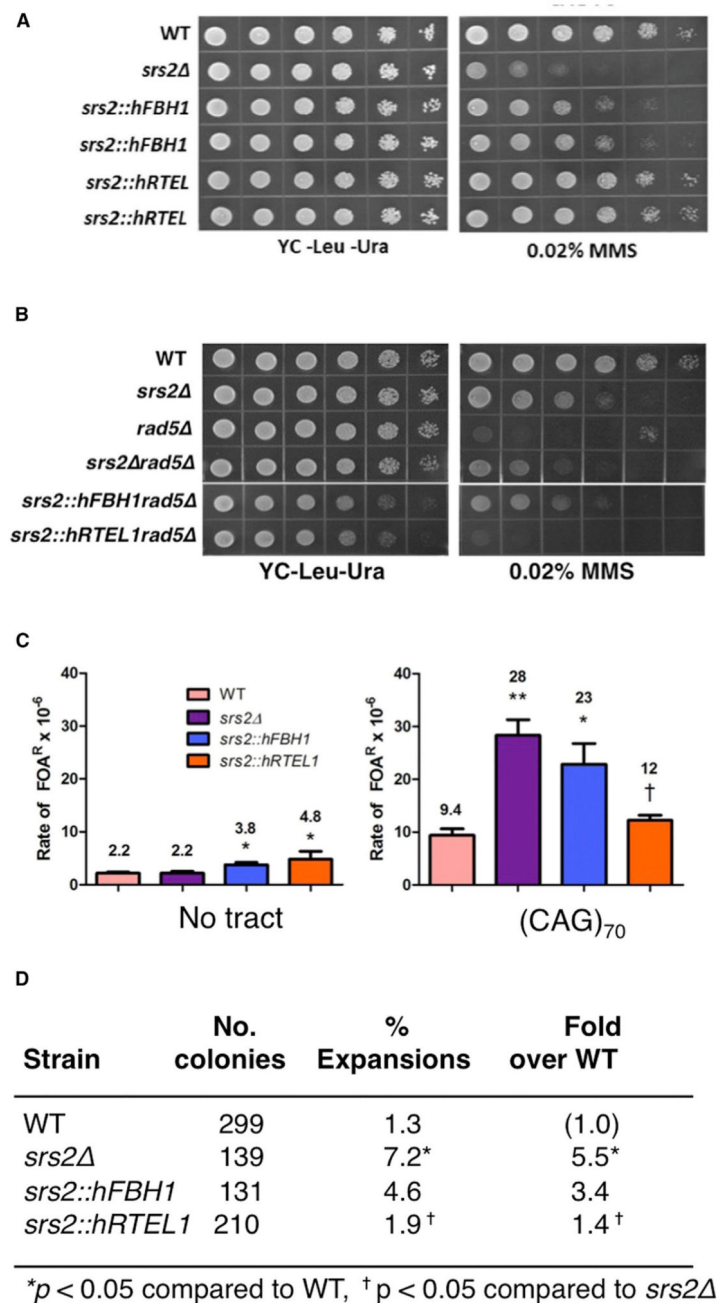 A
WT
srs2Δ
srs2::hFBH1
srs2::hFBH1
srs2::hRTEL
srs2::hRTEL
YC -Leu -Ura
0.02% MMS
B
WT
srs2Δ
rad5Δ
srs2Δrad5Δ
srs2::hFBH1rad5Δ
srs2::hRTEL1rad5Δ
YC-Leu-Ura
0.02% MMS
C
Rate of FOAᴿ x 10⁻⁶
40
30
20
10
0
WT
srs2Δ
srs2::hFBH1
srs2::hRTEL1
2.2
2.2
3.8
*
4.8
*
No tract
Rate of FOAᴿ x 10⁻⁶
40
30
20
10
0
9.4
28
**
23
*
12
†
(CAG)₇₀
D
Strain No. colonies % Expansions Fold over WT
WT 299 1.3 (1.0)
srs2Δ 139 7.2* 5.5*
srs2::hFBH1 131 4.6 3.4
srs2::hRTEL1 210 1.9† 1.4†
*p < 0.05 compared to WT, †p < 0.05 compared to srs2Δ